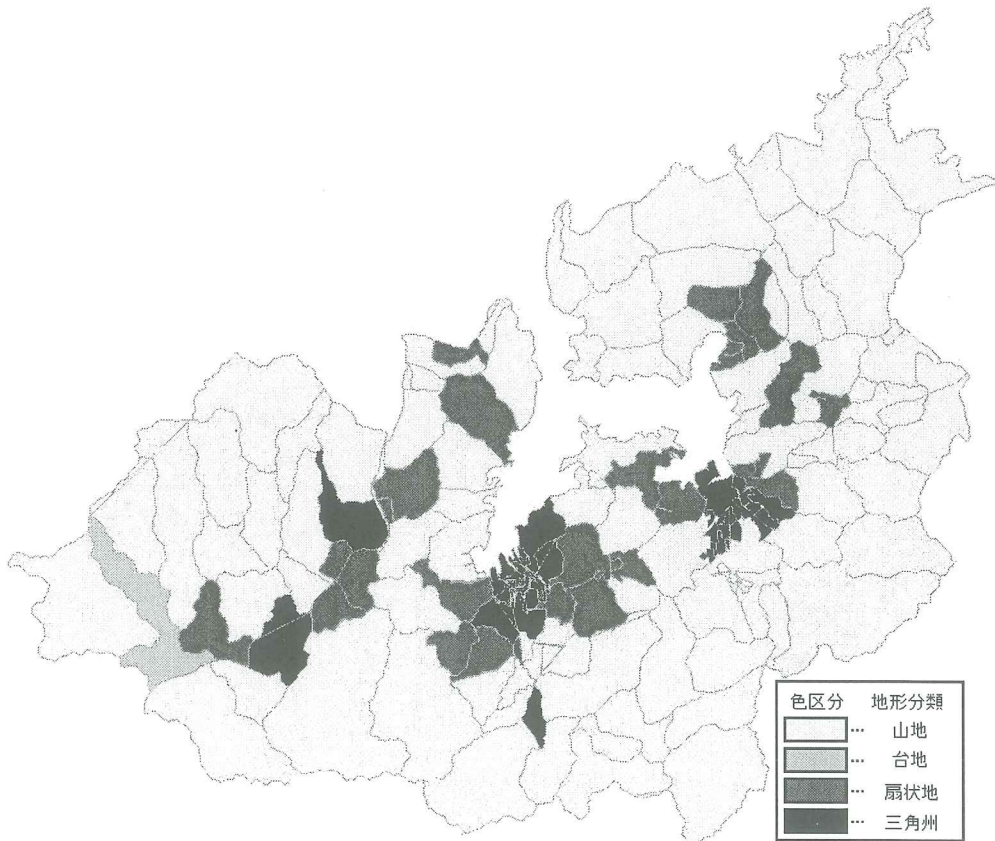 色区分 地形分類
… 山地
… 台地
… 扇状地
… 三角州